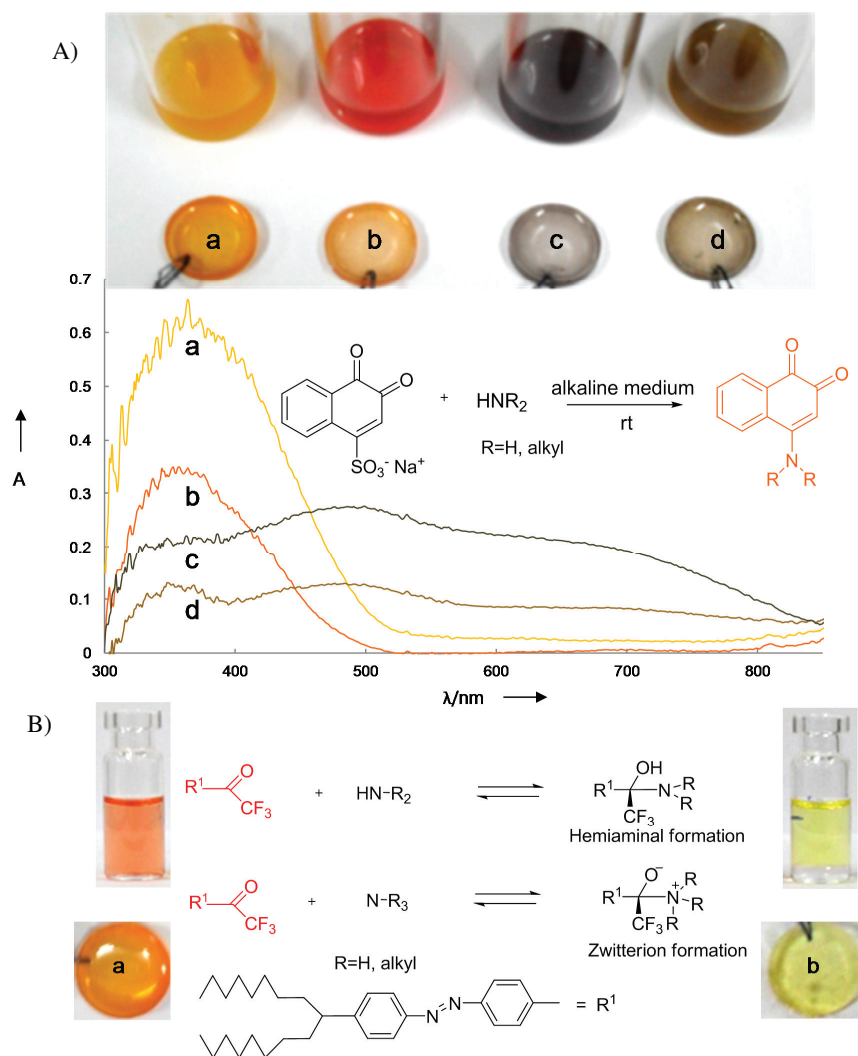 A)
a
b
c
d
0.7
0.6
0.5
0.4
0.3
0.2
0.1
0
A
a
b
c
d
O
O
SO₃⁻ Na⁺
+
HNR₂
R=H, alkyl
alkaline medium
rt
O
O
N
R R
300 400 500 600 700 800
λ/nm
B)
R¹ O CF₃ + HN-R₂
OH R¹ N R R CF₃
Hemiaminal formation
R¹ O CF₃ + N-R₃
O⁻ R¹ N⁺ R R R CF₃
Zwitterion formation
a
b
R=H, alkyl
N=N = R¹